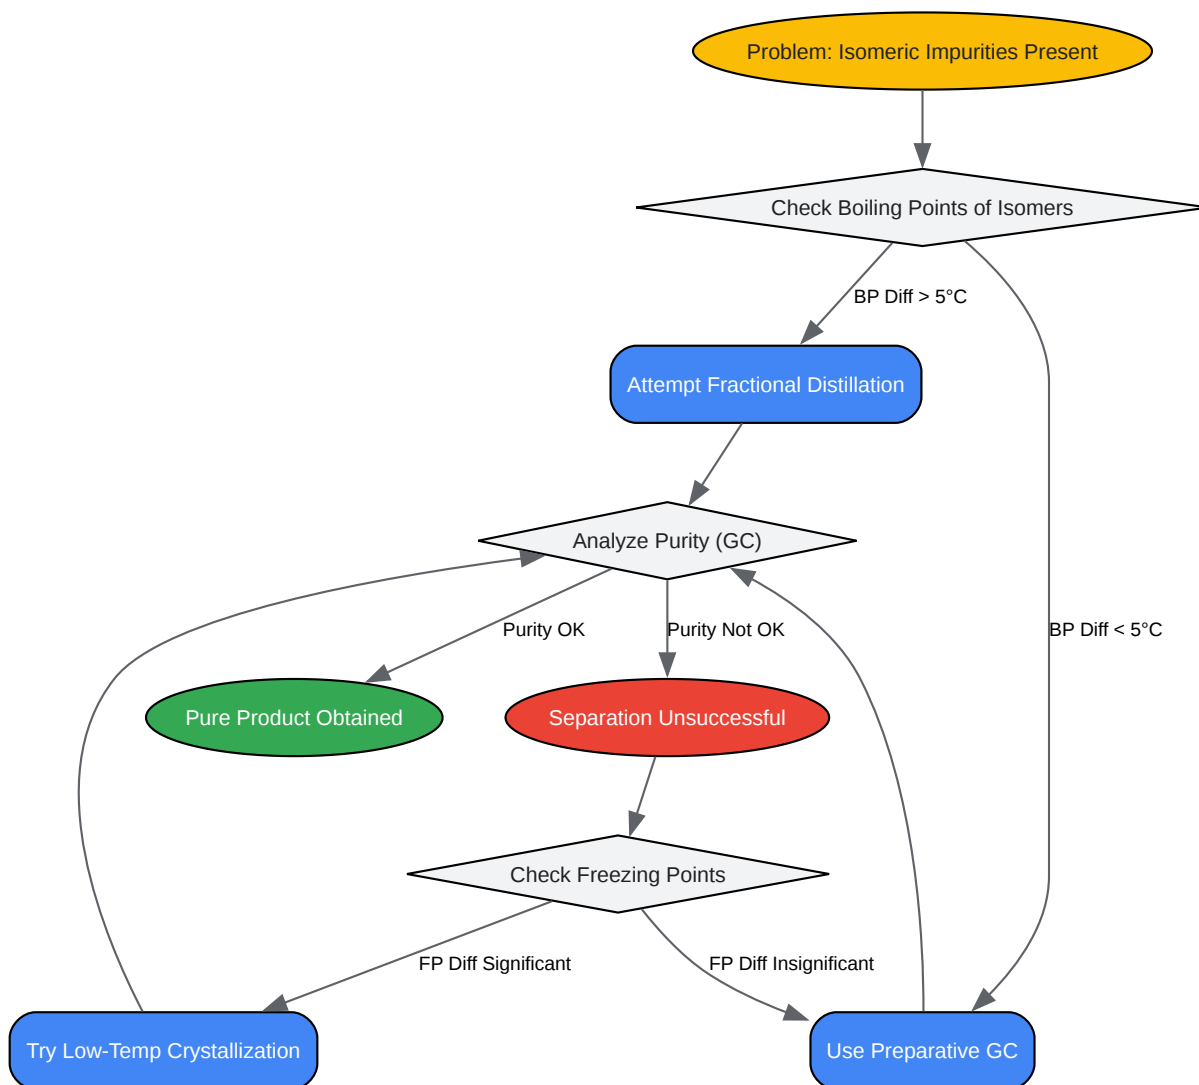 Problem: Isomeric Impurities Present
Check Boiling Points of Isomers
BP Diff > 5°C
Attempt Fractional Distillation
Analyze Purity (GC)
Purity OK
Purity Not OK
BP Diff < 5°C
Pure Product Obtained
Separation Unsuccessful
Check Freezing Points
FP Diff Significant
FP Diff Insignificant
Try Low-Temp Crystallization
Use Preparative GC